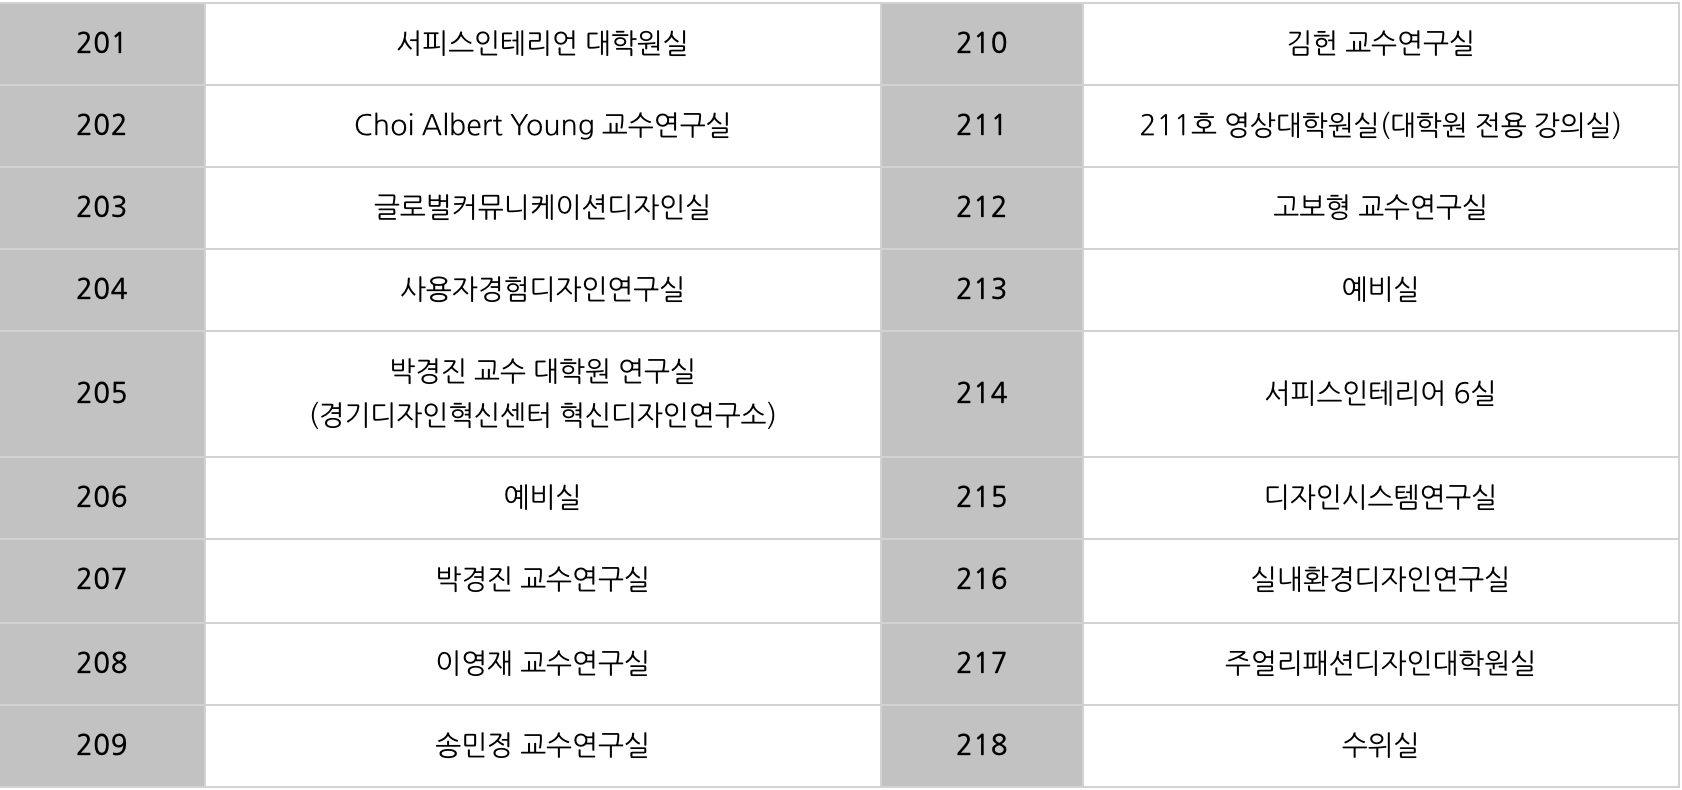 201 서피스인테리언 대학원실 210 김헌 교수연구실
202 Choi Albert Young 교수연구실 211 211호 영상대학원실(대학원 전용 강의실)
203 글로벌커뮤니케이션디자인실 212 고보형 교수연구실
204 사용자경험디자인연구실 213 예비실
205 박경진 교수 대학원 연구실
(경기디자인혁신센터 혁신디자인연구소) 214 서피스인테리어 6실
206 예비실 215 디자인시스템연구실
207 박경진 교수연구실 216 실내환경디자인연구실
208 이영재 교수연구실 217 주얼리패션디자인대학원실
209 송민정 교수연구실 218 수위실